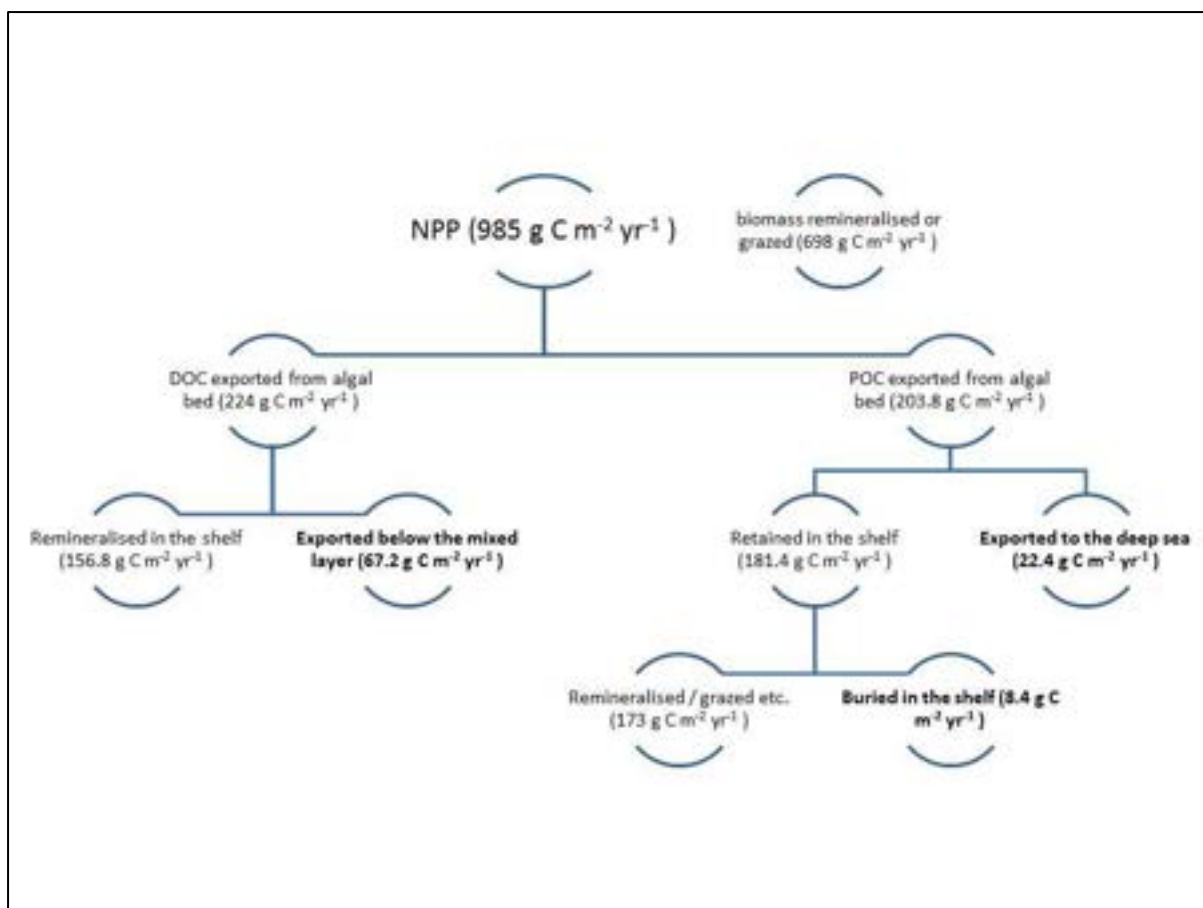 NPP (985 g C m⁻² yr⁻¹ )
biomass remineralised or
grazed (698 g C m⁻² yr⁻¹ )
DOC exported from algal
bed (224 g C m⁻² yr⁻¹ )
POC exported from algal
bed (203.8 g C m⁻² yr⁻¹ )
Remineralised in the shelf
(156.8 g C m⁻² yr⁻¹ )
Exported below the mixed
layer (67.2 g C m⁻² yr⁻¹ )
Retained in the shelf
(181.4 g C m⁻² yr⁻¹ )
Exported to the deep sea
(22.4 g C m⁻² yr⁻¹ )
Remineralised / grazed etc.
(173 g C m⁻² yr⁻¹ )
Buried in the shelf (8.4 g C
m⁻² yr⁻¹ )